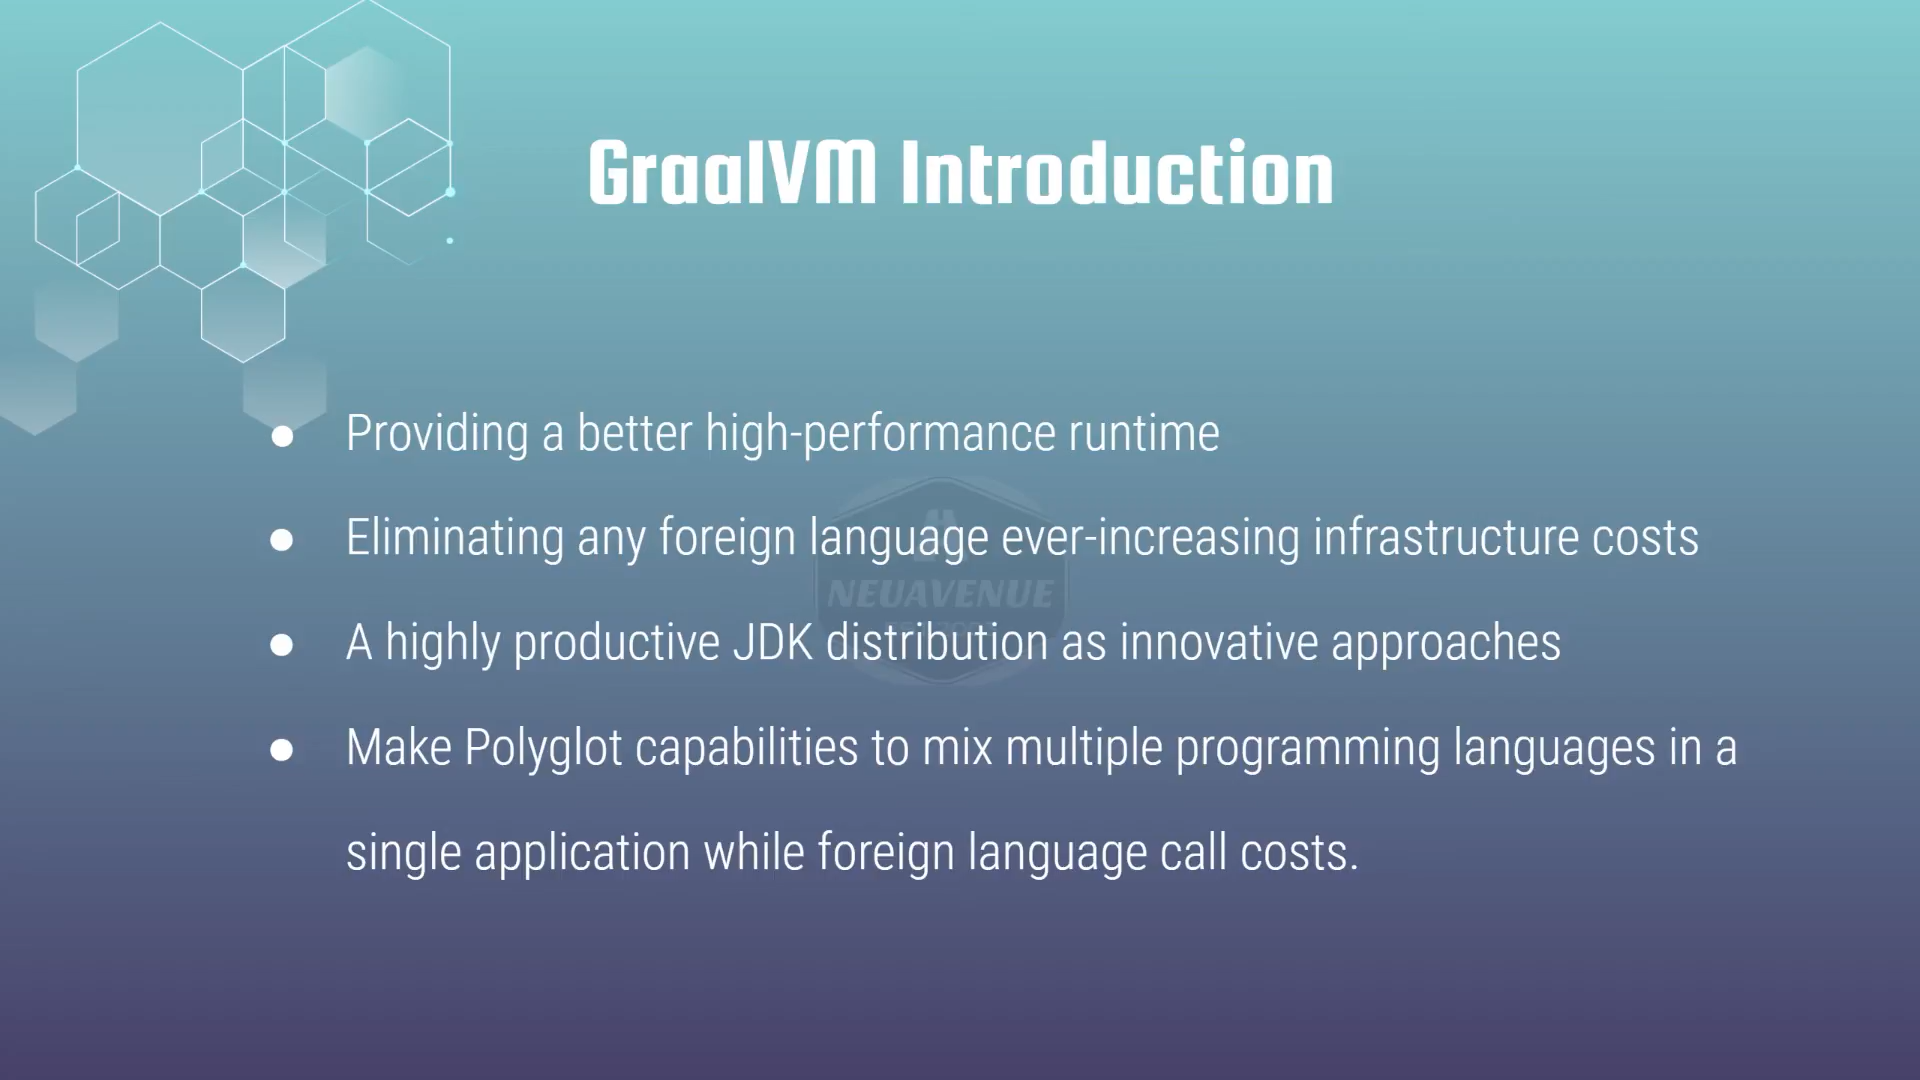 GraalVM Introduction
● Providing a better high-performance runtime
● Eliminating any foreign language ever-increasing infrastructure costs
NEUAVENUE
● A highly productive JDK distribution as innovative approaches
● Make Polyglot capabilities to mix multiple programming languages in a
single application while foreign language call costs.